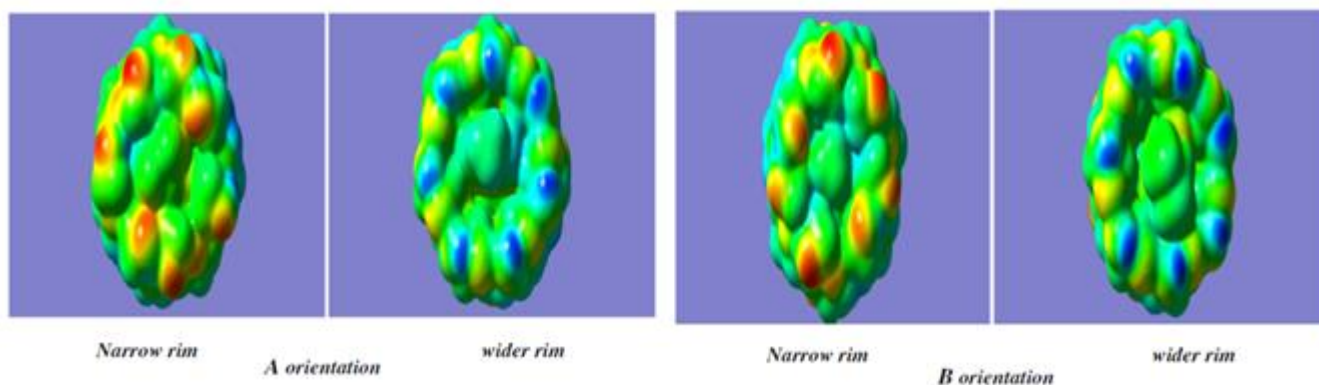 Narrow rim
wider rim
A orientation
Narrow rim
wider rim
B orientation